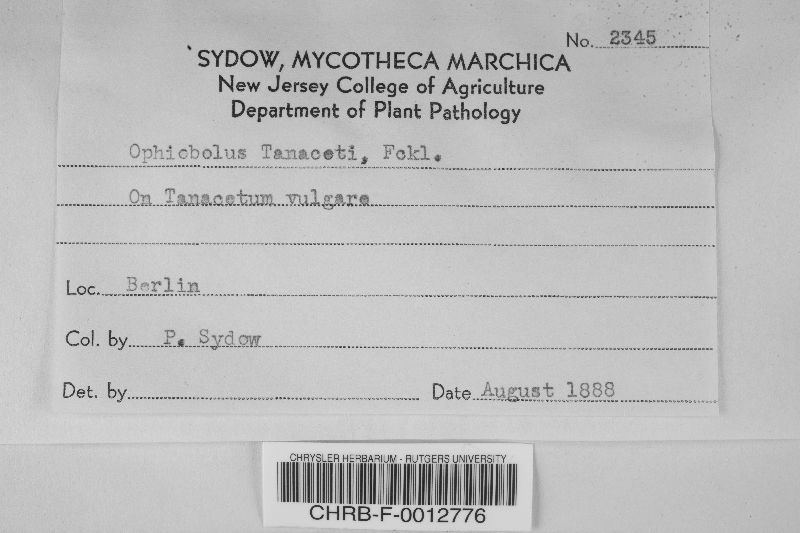 No. 2345
SYDOW, MYCOTHECA MARCHICA
New Jersey College of Agriculture
Department of Plant Pathology
Ophiobolus Tanaceti, Fckl.
On Tanacetum vulgare
Loc. Berlin
Col. by P. Sydow
Det. by
Date August 1888
CHRYSLER HERBARIUM - RUTGERS UNIVERSITY
CHRB-F-0012776